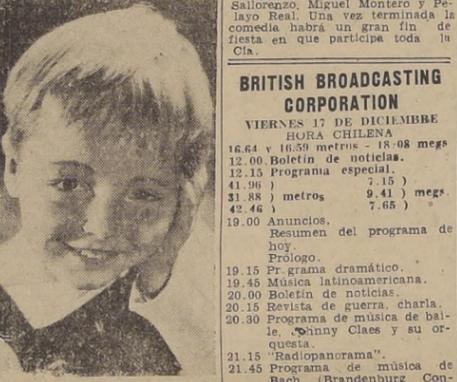 Sallorenzo, Miguel Montero y Pe-
layo Real. Una vez terminada la
comedia habrá un gran fin de
fiesta en que participa toda la
Cía.
BRITISH BROADCASTING
CORPORATION
VIERNES 17 DE DICIEMBRE
HORA CHILENA
16.64 y 16.59 metros - 18-08 megs
12.00 Boletín de noticias.
12.15 Programa especial.
41.96 ) 7.15 )
31.88 ) metros 9.41 ) megs.
42.46 ) 7.65 )
19.00 Anuncios.
Resumen del programa de
hoy.
Prólogo.
19.15 Pr grama dramático.
19.45 Música latinoamericana.
20.00 Boletín de noticias.
20.15 Revista de guerra, charla.
20.30 Programa de música de bai-
le, Johnny Claes y su or-
questa.
21.15 "Radiopanorama".
21.45 Programa de música de
Bach (Brandenburg Con-